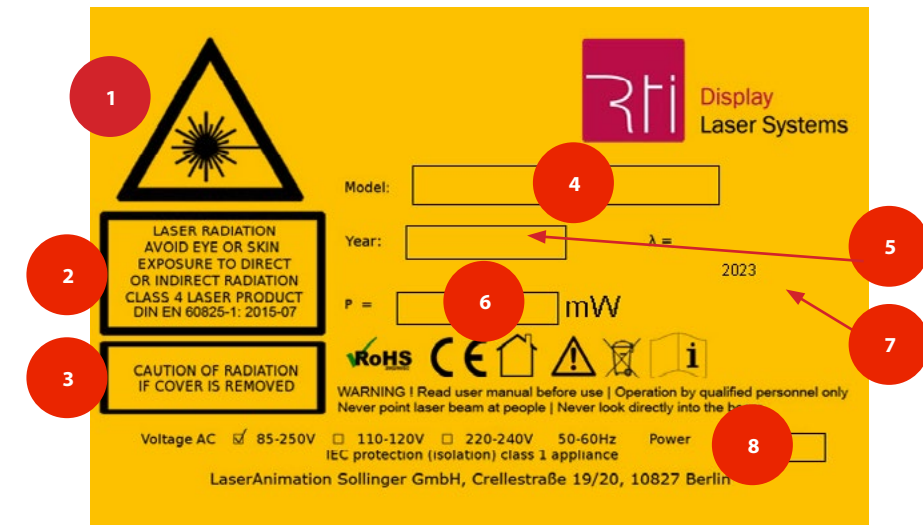 1
Rti
Display
Laser Systems
Model:
4
LASER RADIATION
AVOID EYE OR SKIN
EXPOSURE TO DIRECT
OR INDIRECT RADIATION
CLASS 4 LASER PRODUCT
DIN EN 60825-1: 2015-07
2
Year:
λ =
5
2023
P =
6
mW
7
CAUTION OF RADIATION
IF COVER IS REMOVED
3
RoHS CE i
WARNING ! Read user manual before use | Operation by qualified personnel only
Never point laser beam at people | Never look directly into the
Voltage AC ☑ 85-250V ☐ 110-120V ☐ 220-240V 50-60Hz Power
8
IEC protection (isolation) class 1 appliance
LaserAnimation Sollinger GmbH, Crellestraße 19/20, 10827 Berlin